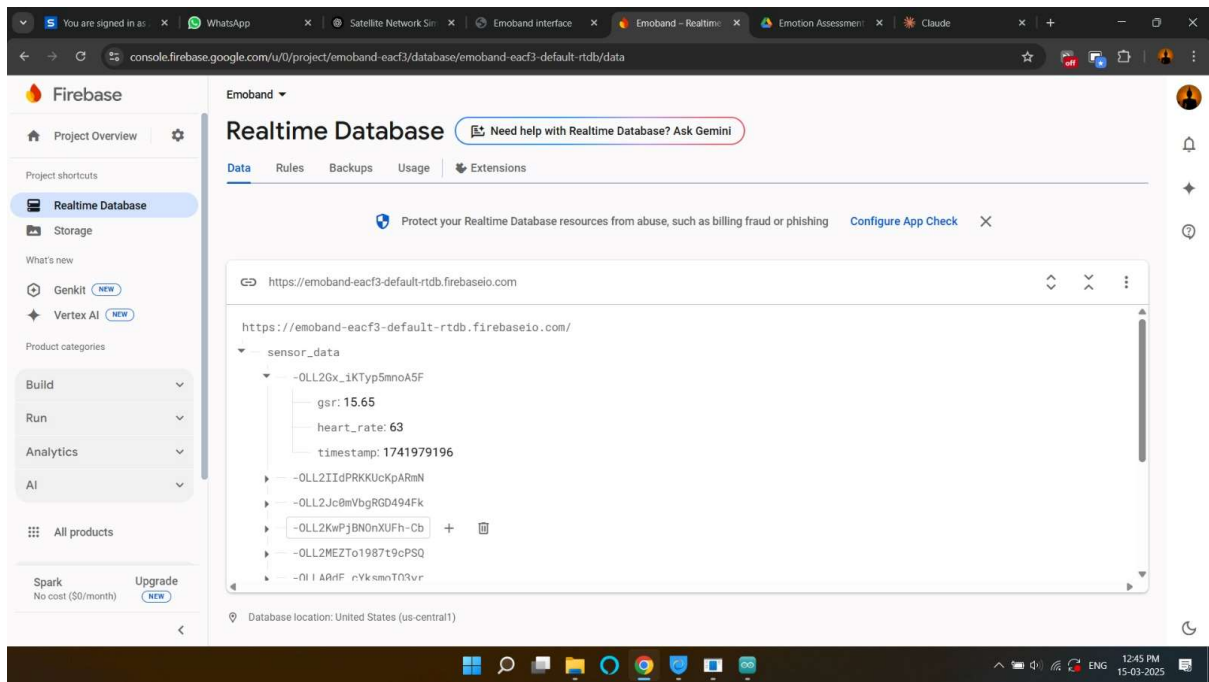 You are signed in as
WhatsApp
Satellite Network Sim
Emoband interface
Emoband – Realtime
Emotion Assessment
Claude
console.firebase.google.com/u/0/project/emoband-eacf3/database/emoband-eacf3-default-rtdb/data
off
Firebase
Project Overview
Project shortcuts
Realtime Database
Storage
What's new
Genkit NEW
Vertex AI NEW
Product categories
Build
Run
Analytics
AI
All products
Spark
No cost ($0/month)
Upgrade
NEW
Emoband
Realtime Database
Need help with Realtime Database? Ask Gemini
Data Rules Backups Usage Extensions
Protect your Realtime Database resources from abuse, such as billing fraud or phishing Configure App Check
https://emoband-eacf3-default-rtdb.firebaseio.com
https://emoband-eacf3-default-rtdb.firebaseio.com/
sensor_data
-OLL2Gx_iKTyp5mnoA5F
gsr: 15.65
heart_rate: 63
timestamp: 1741979196
-OLL2IIdPRKKUcKpARmN
-OLL2Jc0mVbgRGD494Fk
-OLL2KwPjBNOnXUFh-Cb
-OLL2MEZTo1987t9cPSQ
Database location: United States (us-central1)
ENG
12:45 PM
15-03-2025